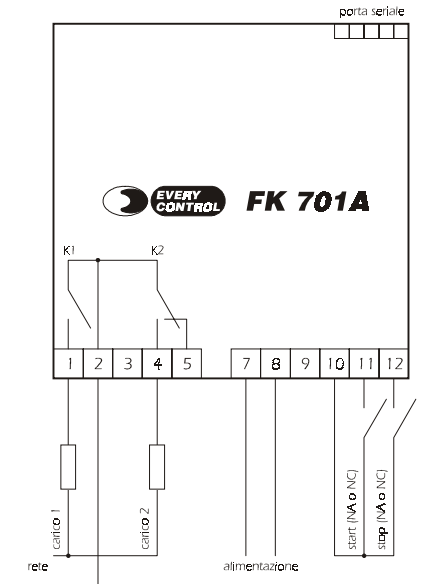 porta seriale
EVERY
CONTROL
FK 701A
K1
K2
1 2 3 4 5 7 8 9 10 11 12
carico 1
carico 2
start (NA o NC)
stop (NA o NC)
rete
alimentazione